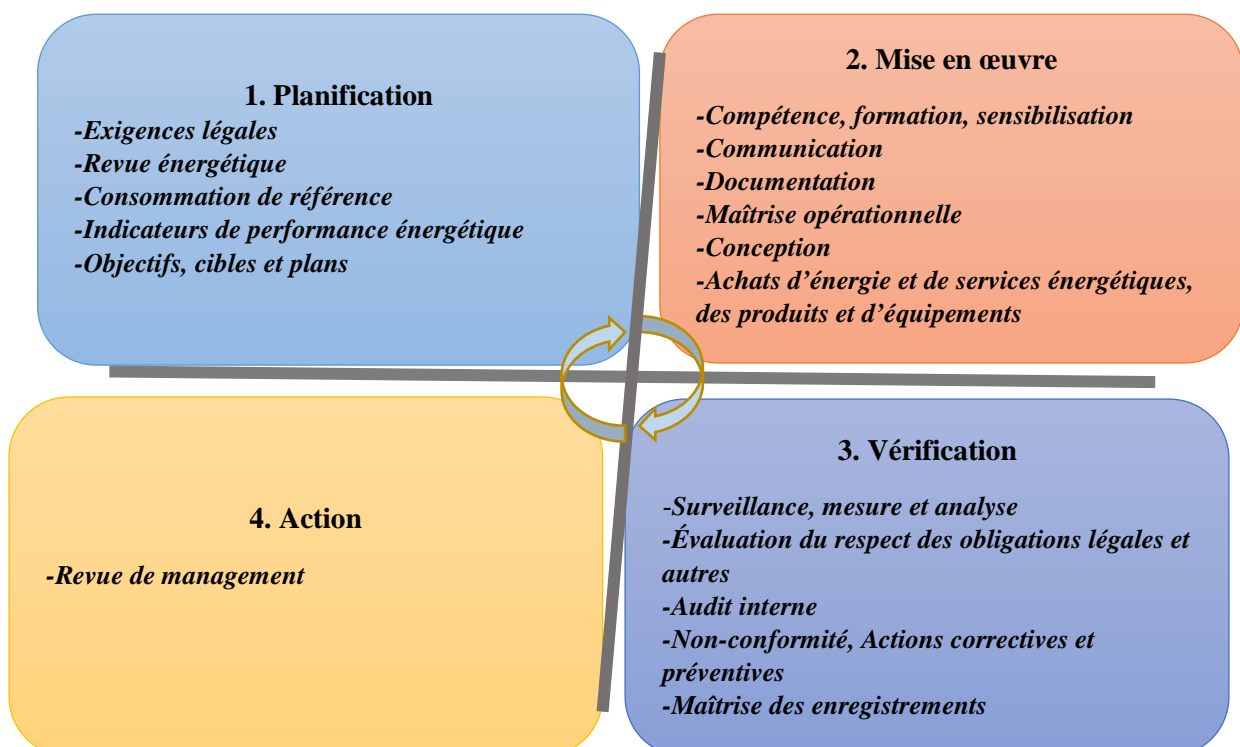 1. Planification
-Exigences légales
-Revue énergétique
-Consommation de référence
-Indicateurs de performance énergétique
-Objectifs, cibles et plans
2. Mise en œuvre
-Compétence, formation, sensibilisation
-Communication
-Documentation
-Maîtrise opérationnelle
-Conception
-Achats d’énergie et de services énergétiques,
des produits et d’équipements
3. Vérification
-Surveillance, mesure et analyse
-Évaluation du respect des obligations légales et
autres
-Audit interne
-Non-conformité, Actions correctives et
préventives
-Maîtrise des enregistrements
4. Action
-Revue de management